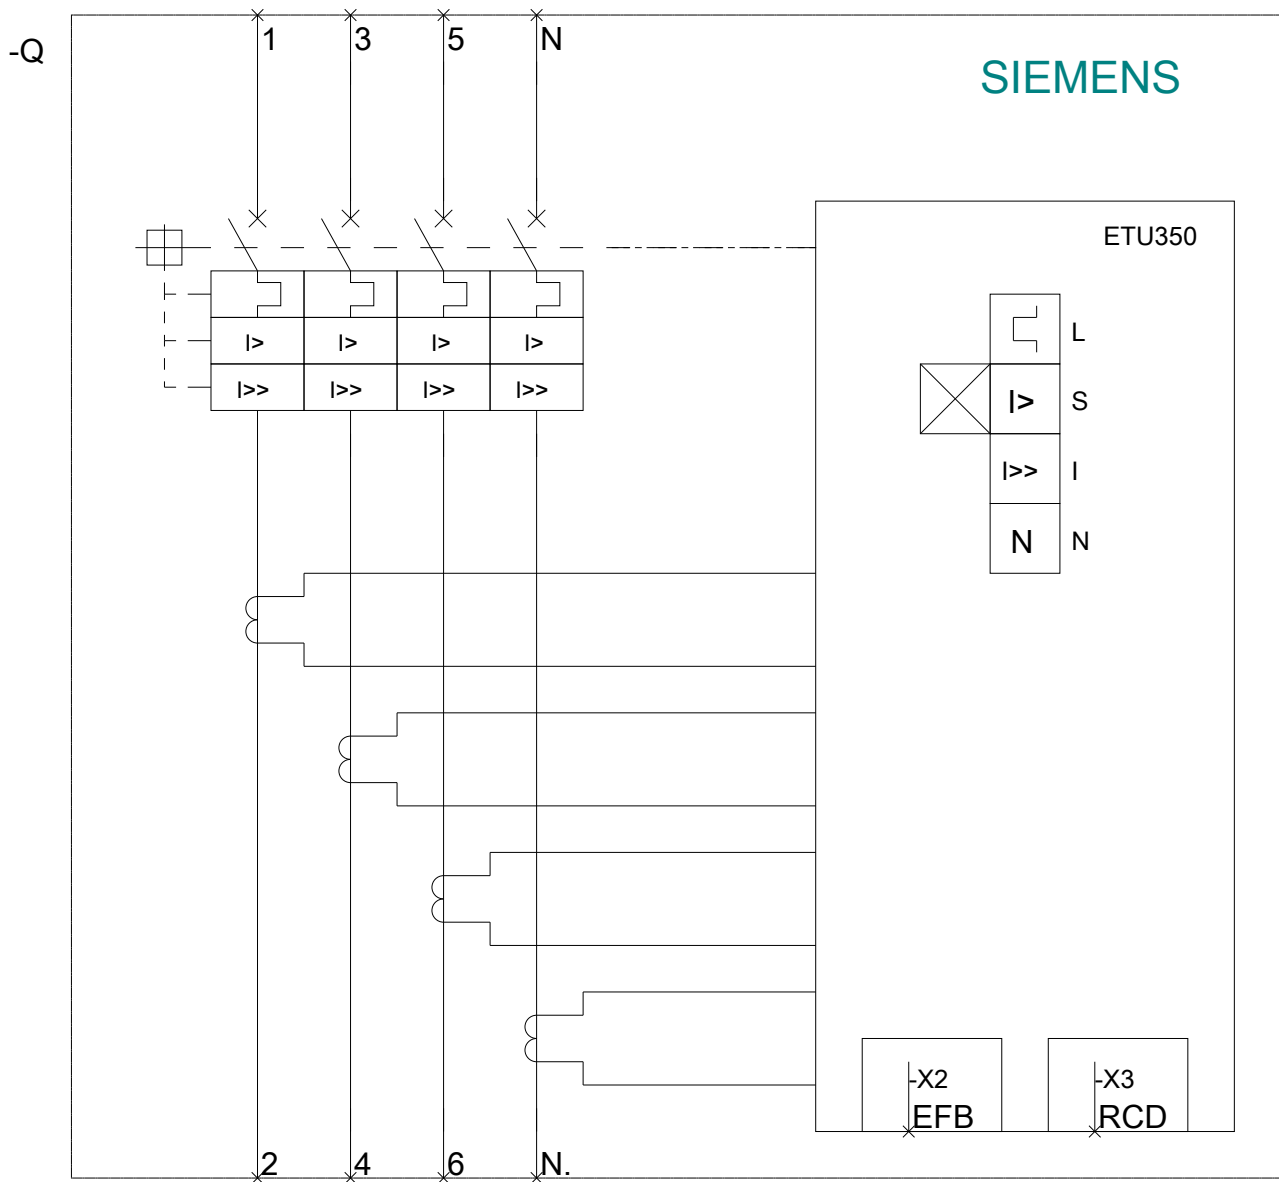 1 3 5 N
-Q
SIEMENS
ETU350
L
I> I> I> I>
I>> I>> I>> I>>
I> S
I>> I
N N
-X2 -X3
EFB RCD
2 4 6 N.